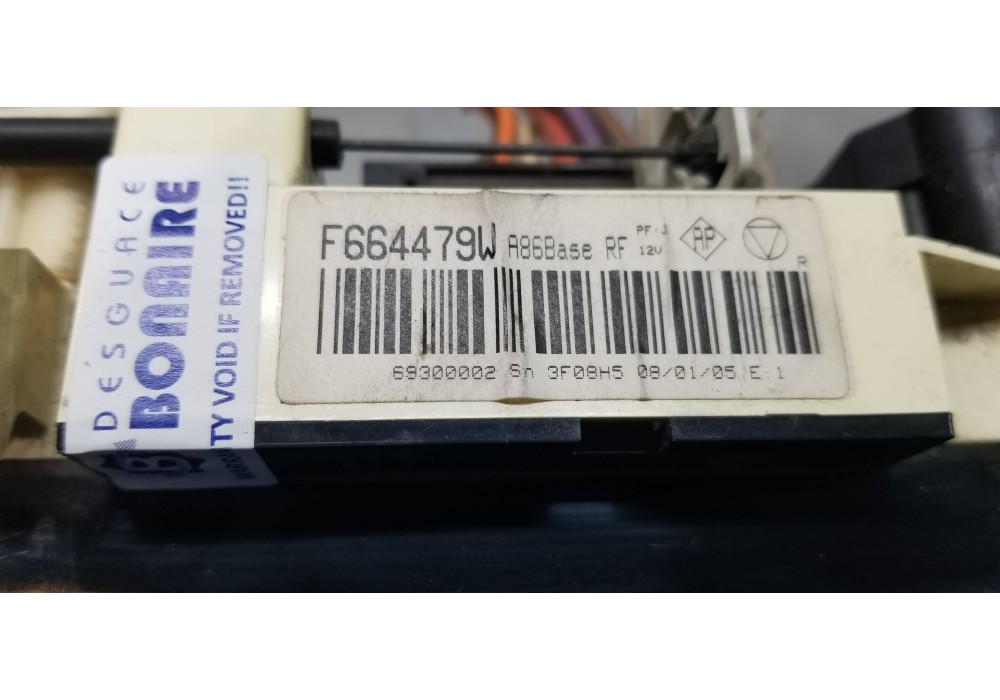 DESGUACE
BONAIRE
TY VOID IF REMOVED!!
F664479W A86Base RF PF:J 12V AP R
69300002 Sn 3F08H5 08/01/05 E:1